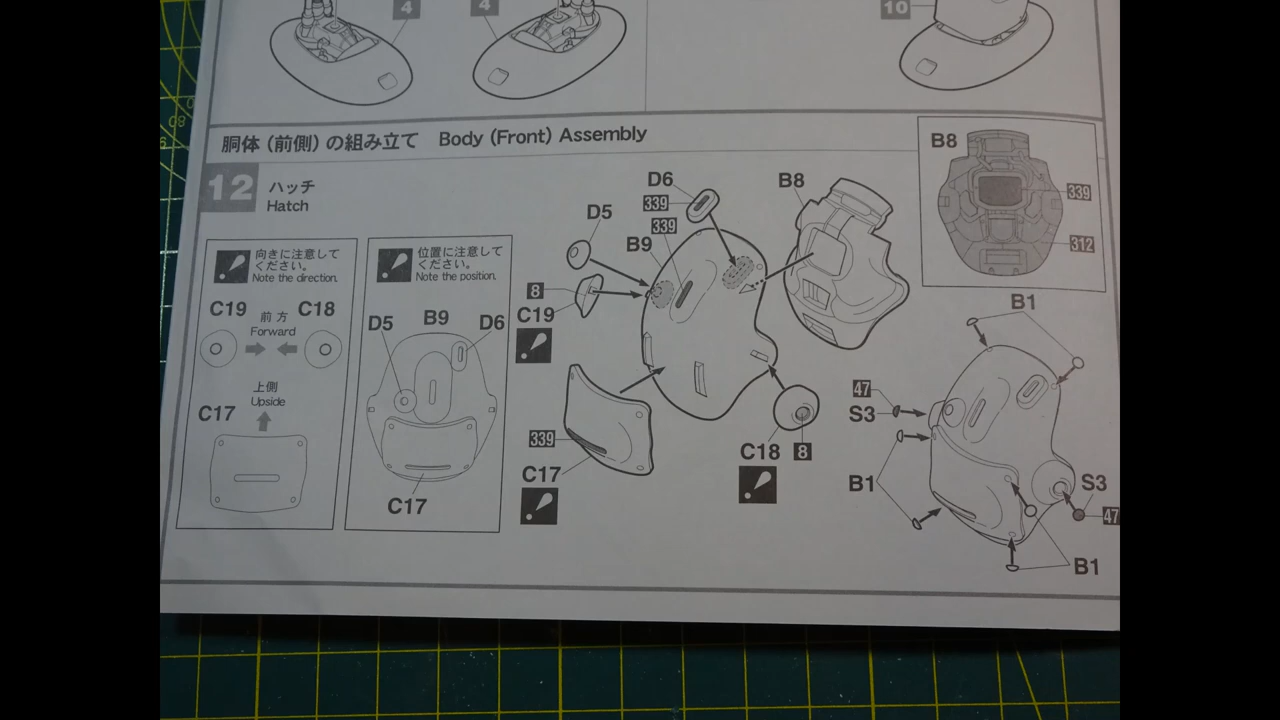 4
4
10
胴体（前側）の組み立て Body (Front) Assembly
12 ハッチ
Hatch
向きに注意して
ください。
Note the direction.
C19
C18
前方
Forward
上側
Upside
C17
位置に注意して
ください。
Note the position.
D5
B9
D6
C17
D6
339
D5
339
B9
8
C19
339
C17
B8
C18
8
B8
339
312
B1
47
S3
B1
S3
47
B1